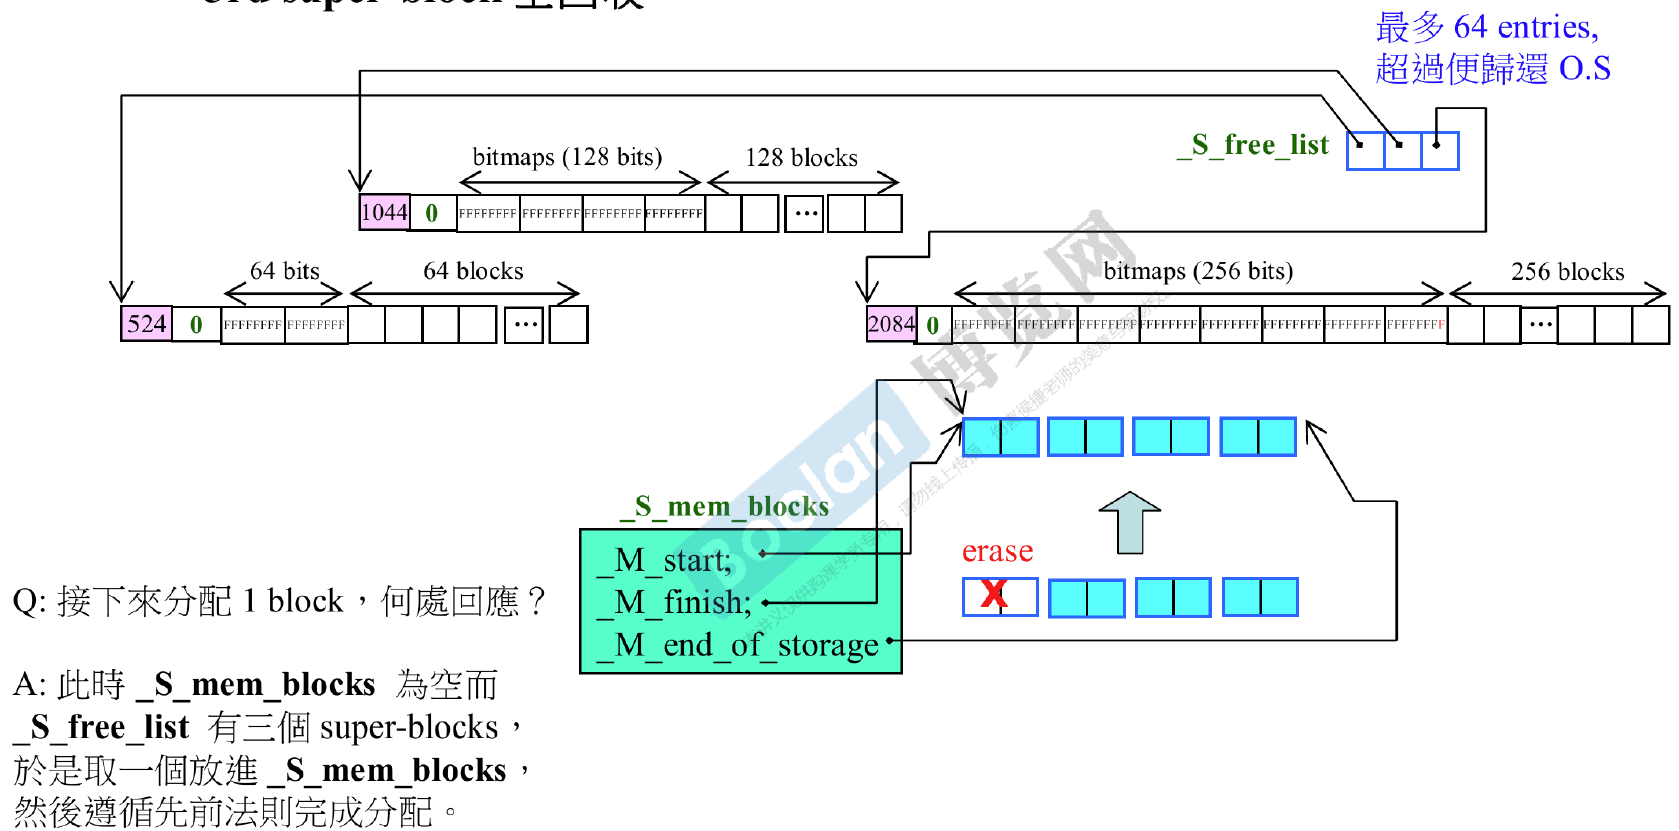 最多 64 entries,
超過便歸還 O.S
_S_free_list
bitmaps (128 bits)
128 blocks
1044 0 FFFFFFFF FFFFFFFF FFFFFFFF FFFFFFFF ...
64 bits
64 blocks
bitmaps (256 bits)
256 blocks
524 0 FFFFFFFF FFFFFFFF ...
2084 0 FFFFFFFF FFFFFFFF FFFFFFFF FFFFFFFF FFFFFFFF FFFFFFFF FFFFFFFF FFFFFFFF ...
博览网
Boolan
_S_mem_blocks
_M_start;
_M_finish;
_M_end_of_storage
erase
X
Q: 接下來分配 1 block，何處回應？
A: 此時 _S_mem_blocks 為空而
_S_free_list 有三個 super-blocks，
於是取一個放進 _S_mem_blocks，
然後遵循先前法則完成分配。